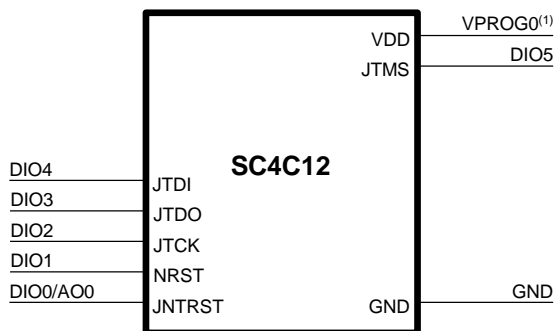 VDD VPROG0(1)
JTMS DIO5
SC4C12
DIO4 JTDI
DIO3 JTDO
DIO2 JTCK
DIO1 NRST
DIO0/AO0 JNTRST GND GND